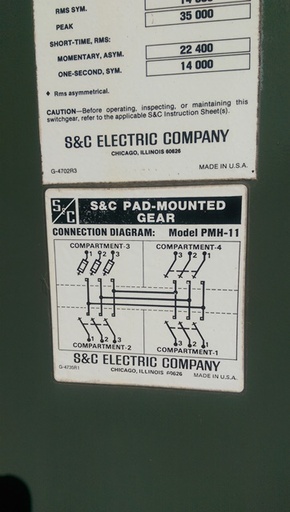 RMS SYM.
PEAK 35 000
SHORT-TIME, RMS:
MOMENTARY, ASYM. 22 400
ONE-SECOND, SYM. 14 000
♦ Rms asymmetrical.
CAUTION—Before operating, inspecting, or maintaining this
switchgear, refer to the applicable S&C Instruction Sheet(s).
S&C ELECTRIC COMPANY
CHICAGO, ILLINOIS 60626
G-4702R3 MADE IN U.S.A.
S/C S&C PAD-MOUNTED
GEAR
CONNECTION DIAGRAM: Model PMH-11
COMPARTMENT-3 COMPARTMENT-4
1 2 3 3 2 1
1 2 3 3 2 1
COMPARTMENT-2 COMPARTMENT-1
S&C ELECTRIC COMPANY
G-4735R1 CHICAGO, ILLINOIS 60626 MADE IN U.S.A.